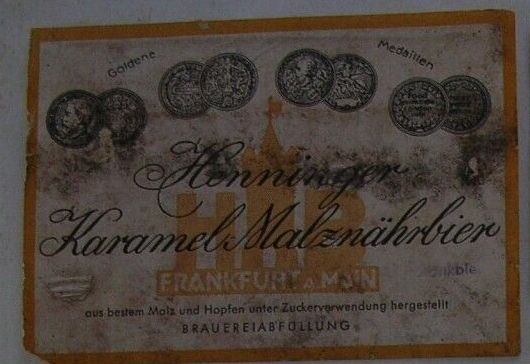 Goldene Medaillen
Henninger
HB
Karamel Malznährbier
FRANKFURT a. MAIN
aus bestem Malz und Hopfen unter Zuckerverwendung hergestellt
BRAUEREIABFÜLLUNG